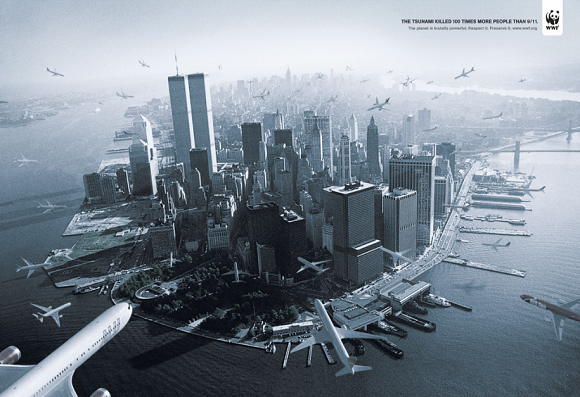 THE TSUNAMI KILLED 100 TIMES MORE PEOPLE THAN 9/11.
The planet is brutally powerful. Respect it. Preserve it. www.wwf.org
WWF